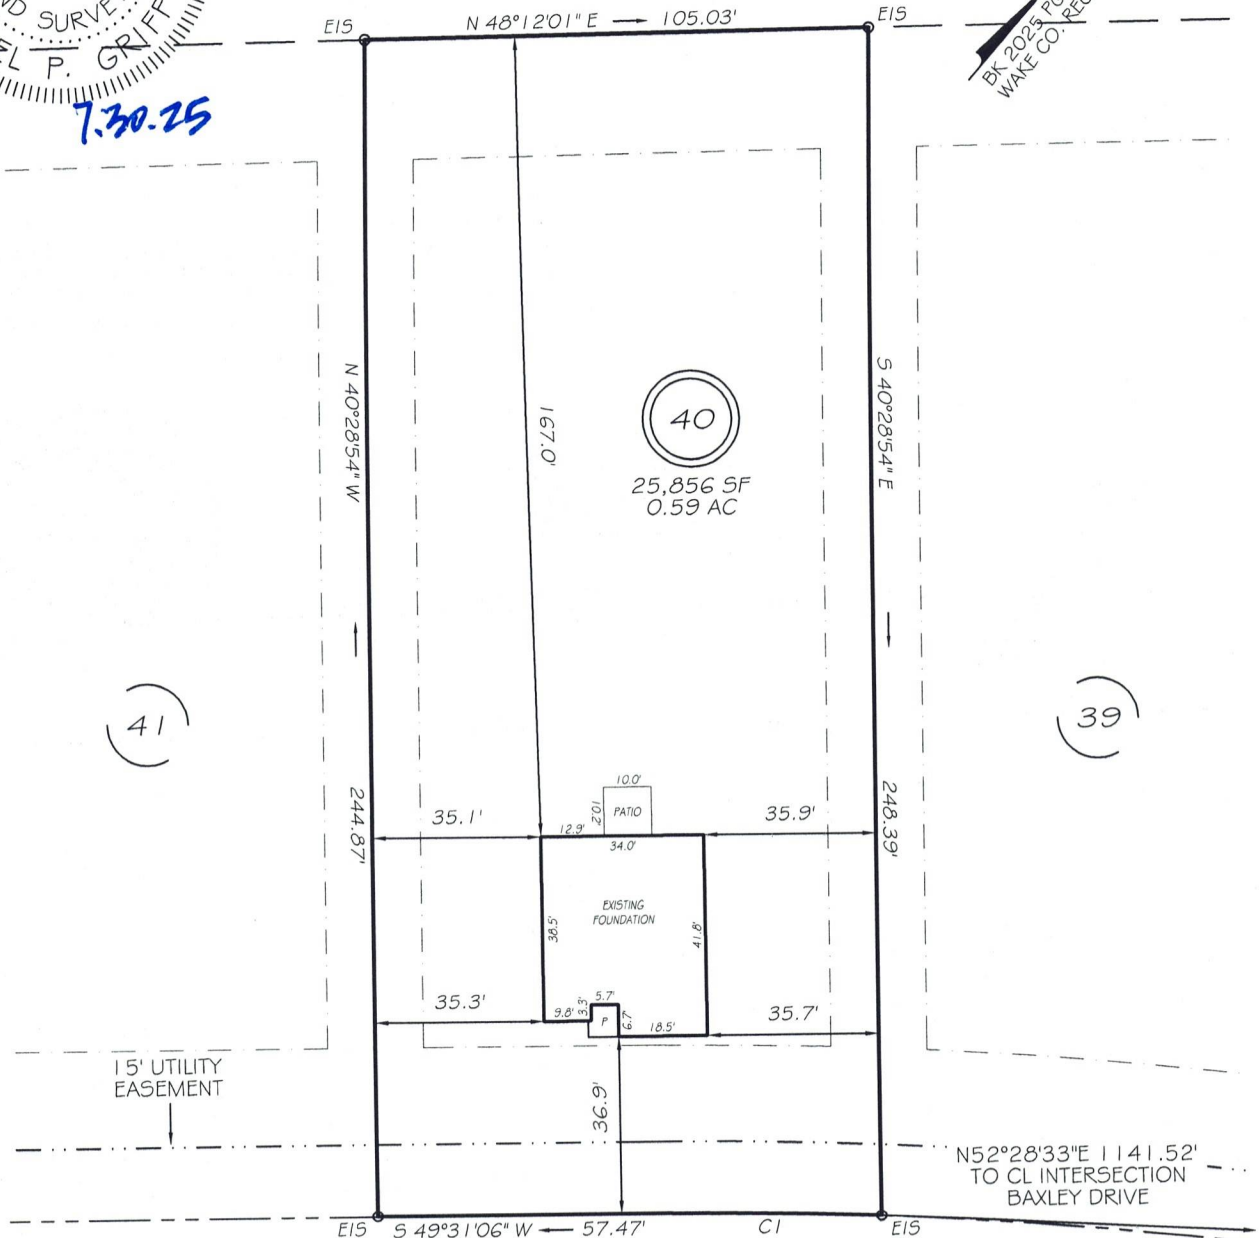 ND SURVE
EL P. GRIFF
7.30.25
EIS
N 48°12'01" E 105.03'
EIS
BK 2025
WAKE CO.
N 40°28'54" W
244.87'
167.0'
40
25,856 SF
0.59 AC
S 40°28'54" E
248.39'
41
39
10.0'
10.2'
PATIO
35.1'
12.9'
34.0'
35.9'
EXISTING
FOUNDATION
38.5'
41.8'
35.3'
9.8'
3.3'
5.7'
P
6.7'
18.5'
35.7'
36.9'
15' UTILITY
EASEMENT
N52°28'33"E 1141.52'
TO CL INTERSECTION
BAXLEY DRIVE
EIS
S 49°31'06" W 57.47'
C1
EIS